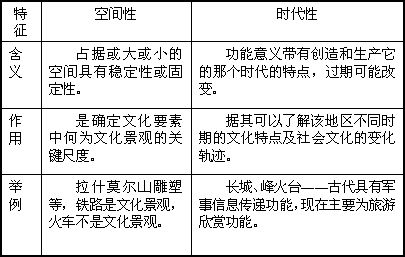 特征 空间性 时代性
含义
占据或大或小的
空间具有稳定性或固
定性。
功能意义带有创造和生产它
的那个时代的特点，过期可能
改变。
作用
是确定文化要素
中何为文化景观的关
键尺度。
据其可以了解该地区不同时
期的文化特点及社会文化的变化
轨迹。
举例
拉什莫尔山雕塑
等，铁路是文化景观，
火车不是文化景观。
长城、峰火台——古代具有军
事信息传递功能，现在主要为旅游
欣赏功能。